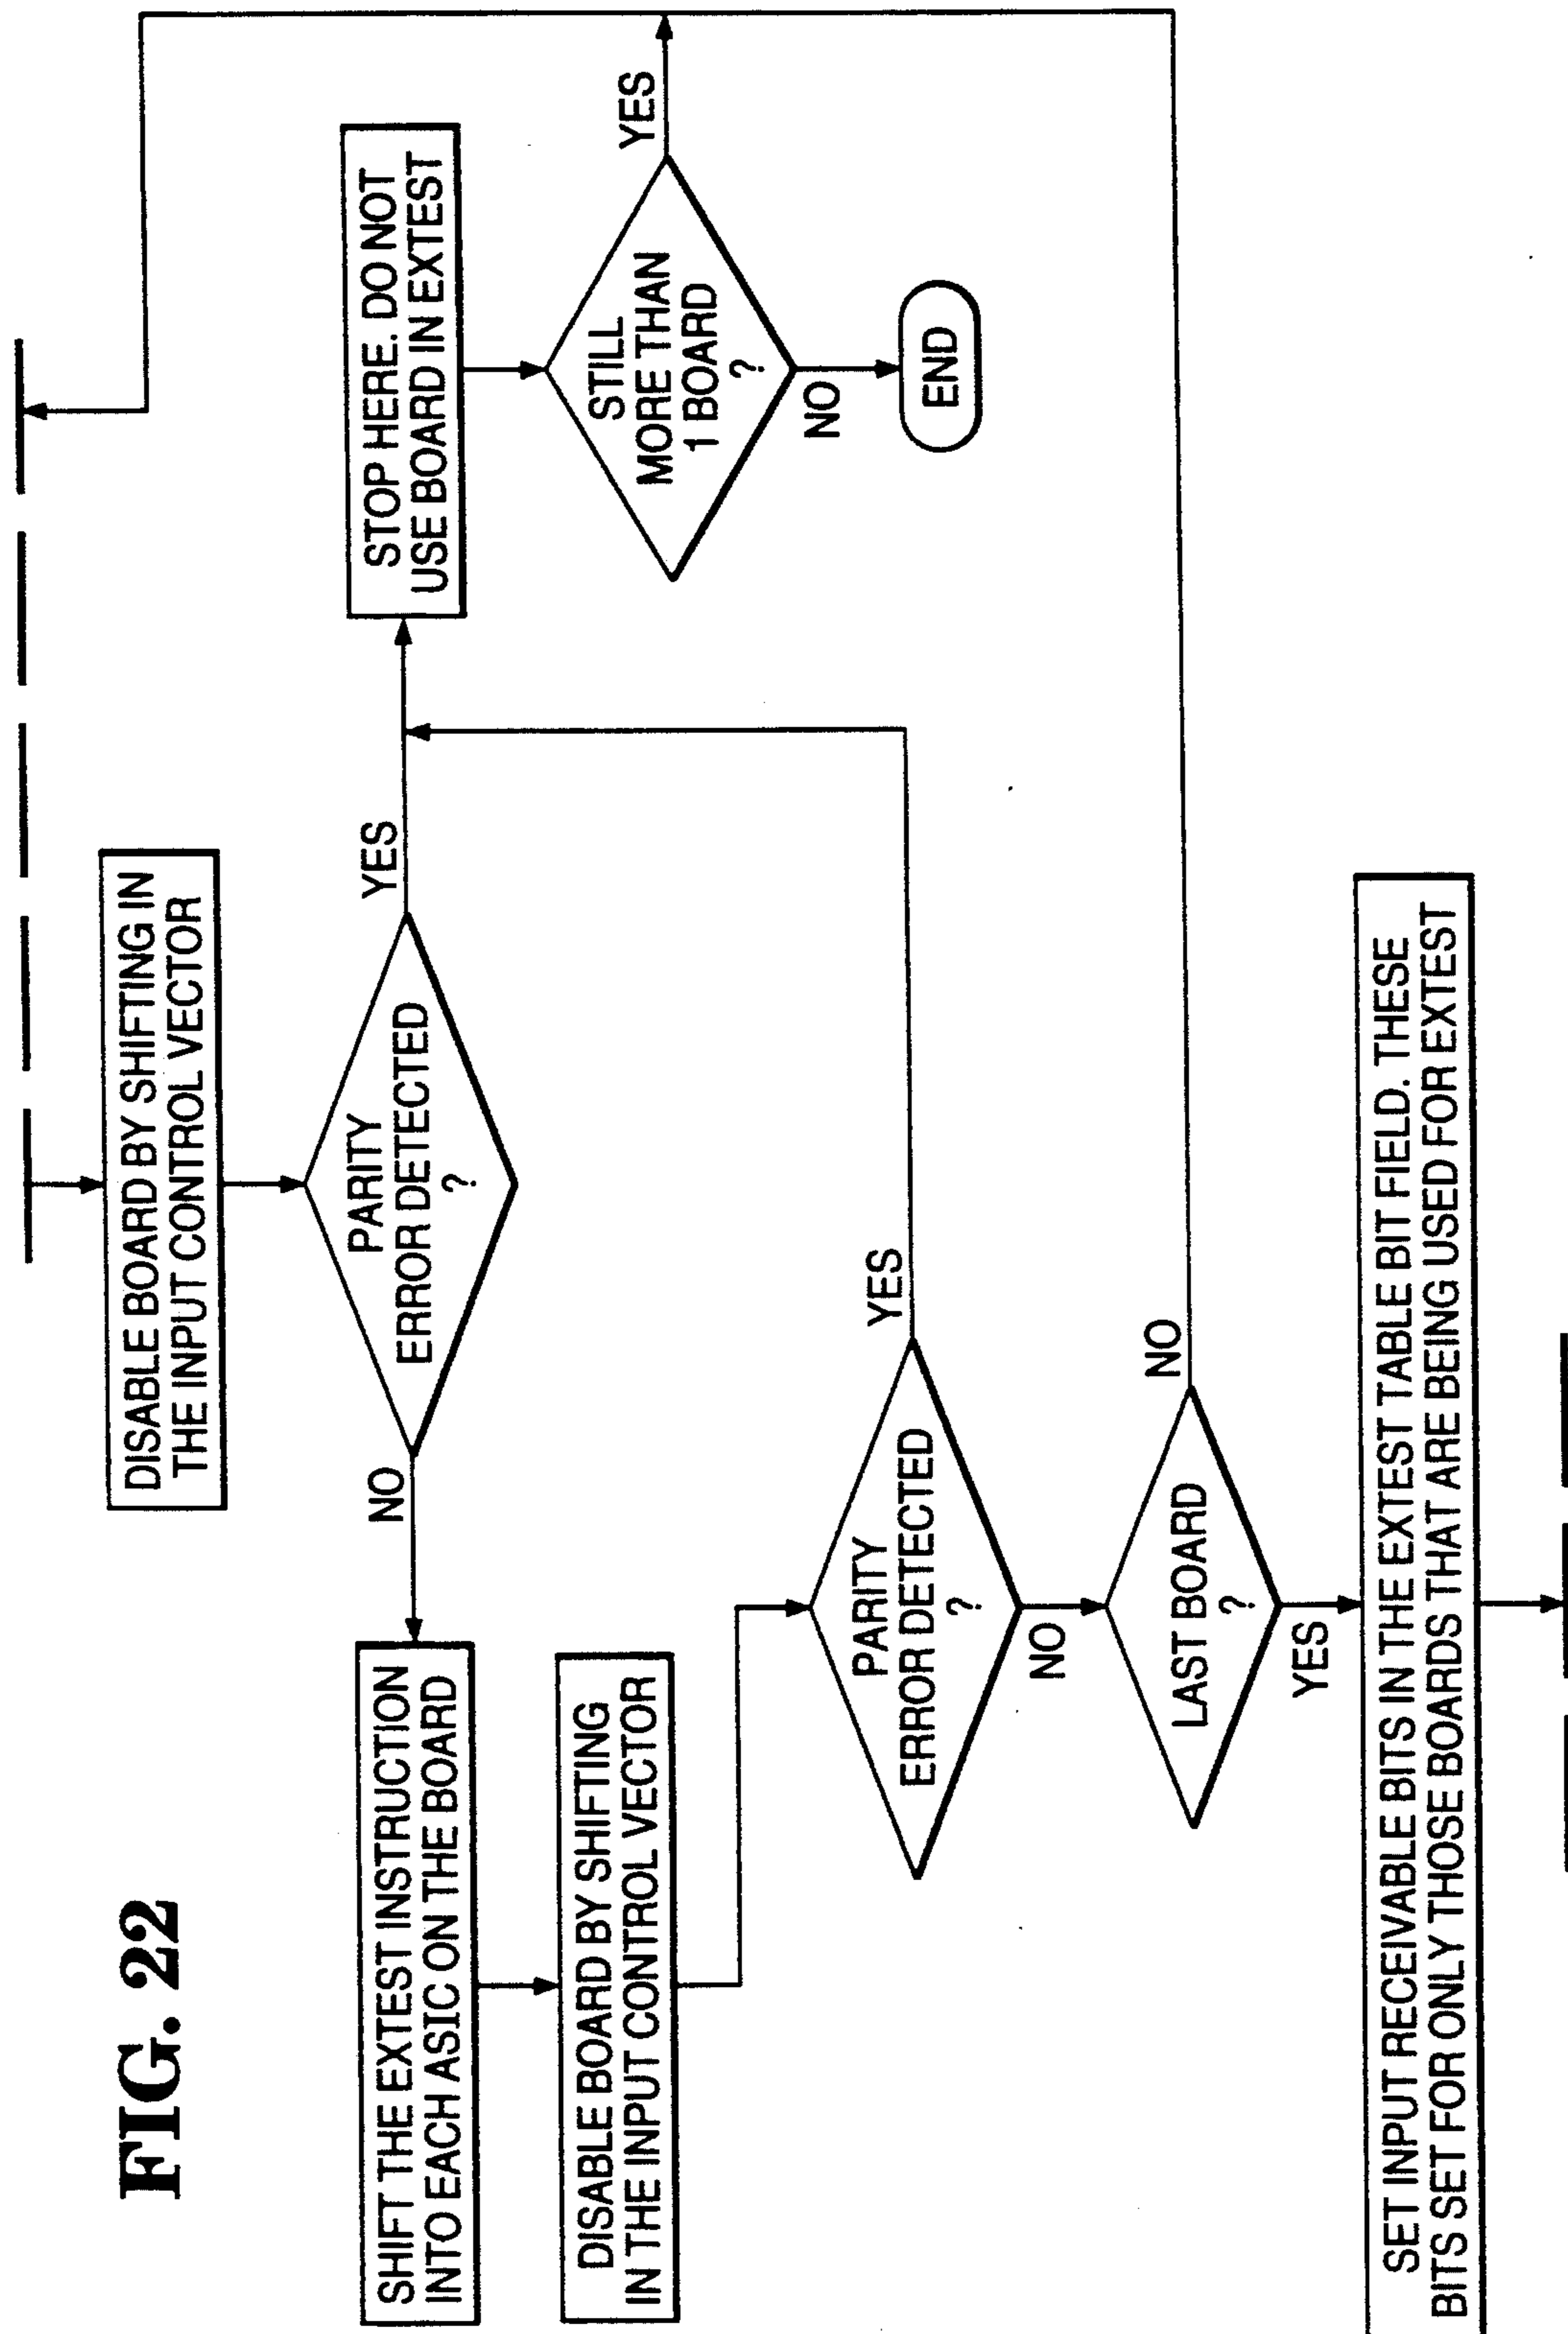 FIG. 22
DISABLE BOARD BY SHIFTING IN
THE INPUT CONTROL VECTOR
PARITY
ERROR DETECTED
?
YES
NO
STOP HERE. DO NOT
USE BOARD IN EXTEST
STILL
MORE THAN
1 BOARD
?
YES
NO
END
SHIFT THE EXTEST INSTRUCTION
INTO EACH ASIC ON THE BOARD
DISABLE BOARD BY SHIFTING
IN THE INPUT CONTROL VECTOR
PARITY
ERROR DETECTED
?
YES
NO
LAST BOARD
?
NO
YES
SET INPUT RECEIVABLE BITS IN THE EXTEST TABLE BIT FIELD. THESE
BITS SET FOR ONLY THOSE BOARDS THAT ARE BEING USED FOR EXTEST